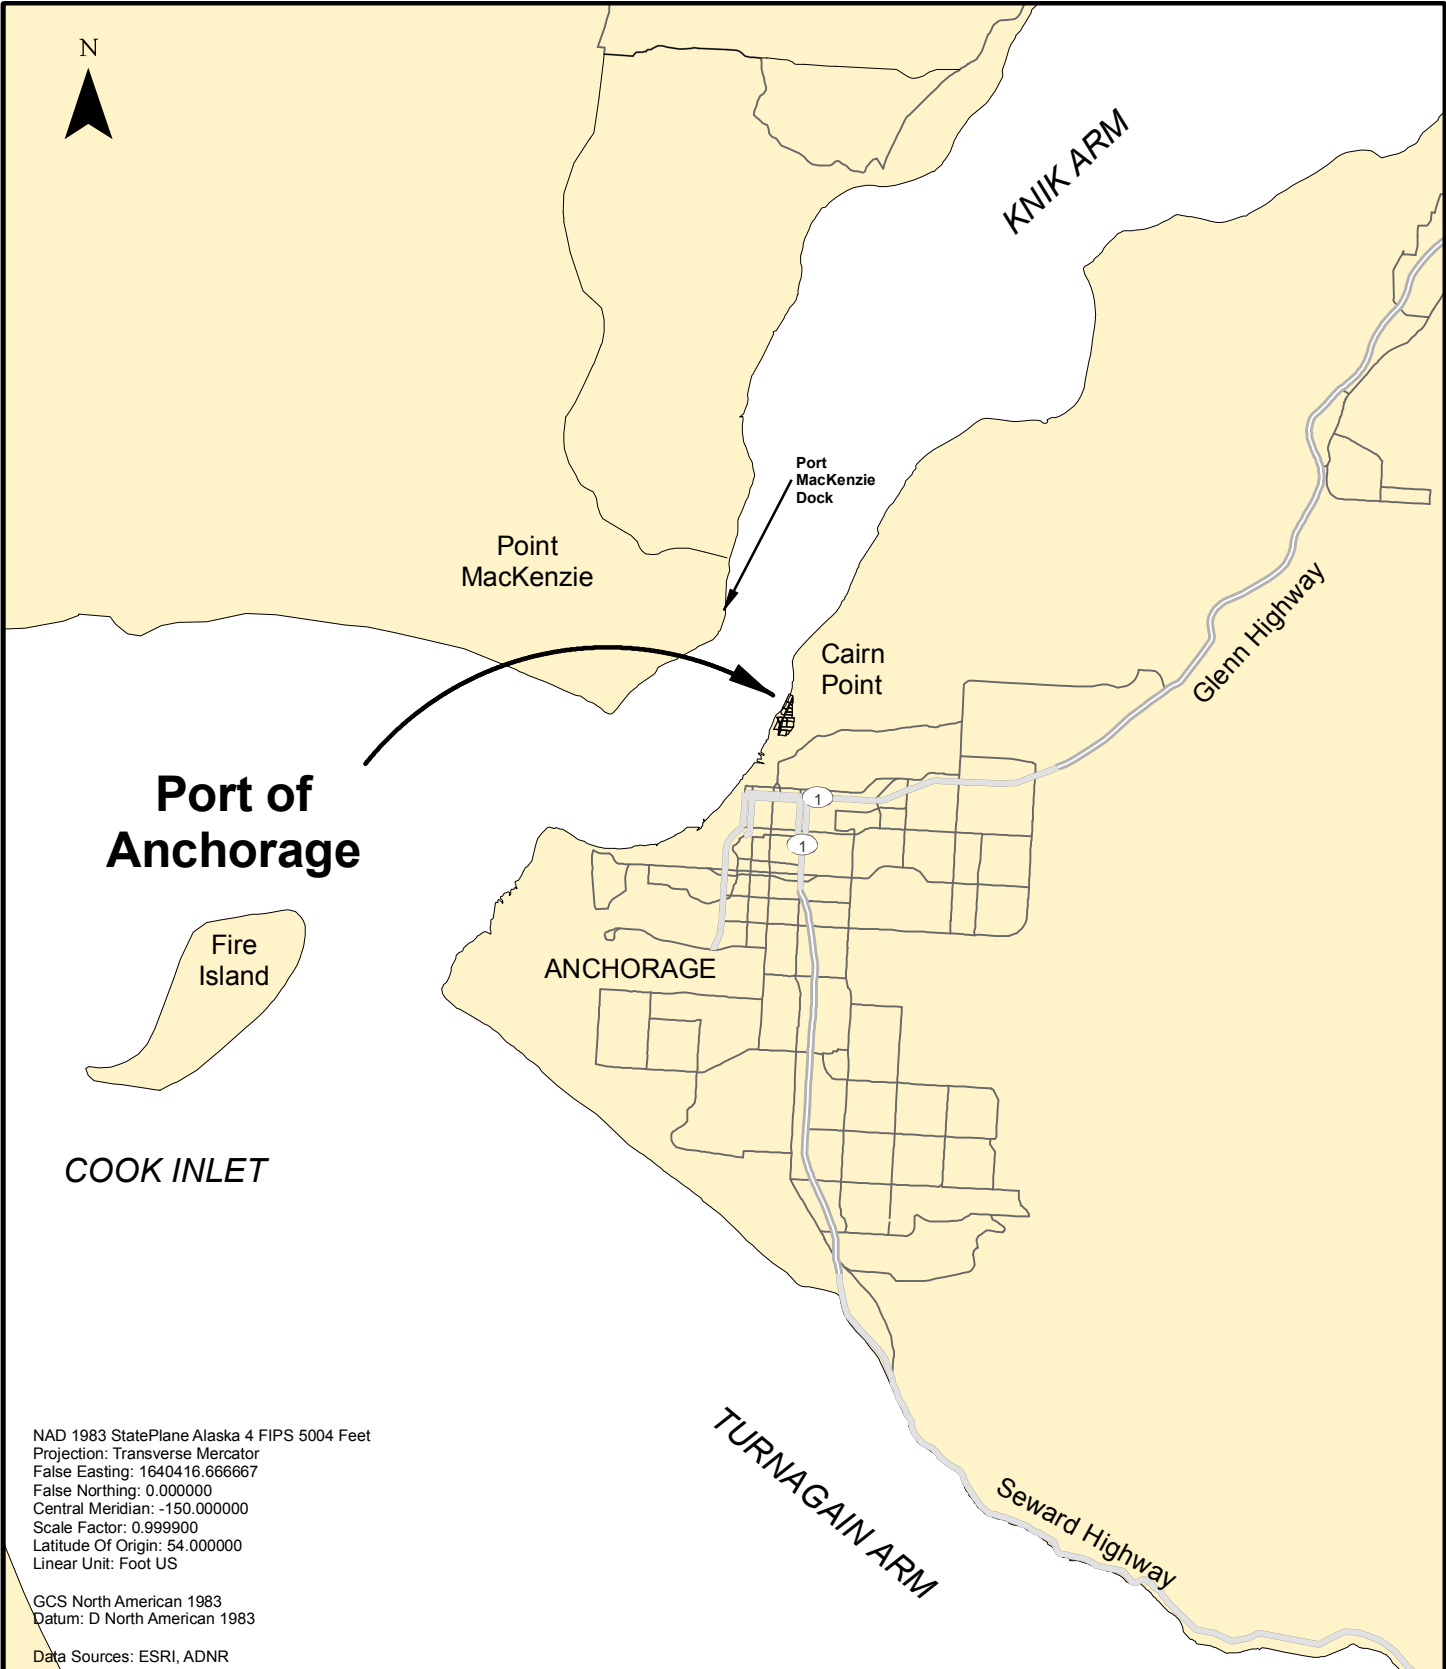 N
KNIK ARM
Port
MacKenzie
Dock
Point
MacKenzie
Glenn Highway
Cairn
Point
Port of
Anchorage
1
1
Fire
Island
ANCHORAGE
COOK INLET
TURNAGAIN ARM
Seward Highway
NAD 1983 StatePlane Alaska 4 FIPS 5004 Feet
Projection: Transverse Mercator
False Easting: 1640416.666667
False Northing: 0.000000
Central Meridian: -150.000000
Scale Factor: 0.999900
Latitude Of Origin: 54.000000
Linear Unit: Foot US
GCS North American 1983
Datum: D North American 1983
Data Sources: ESRI, ADNR